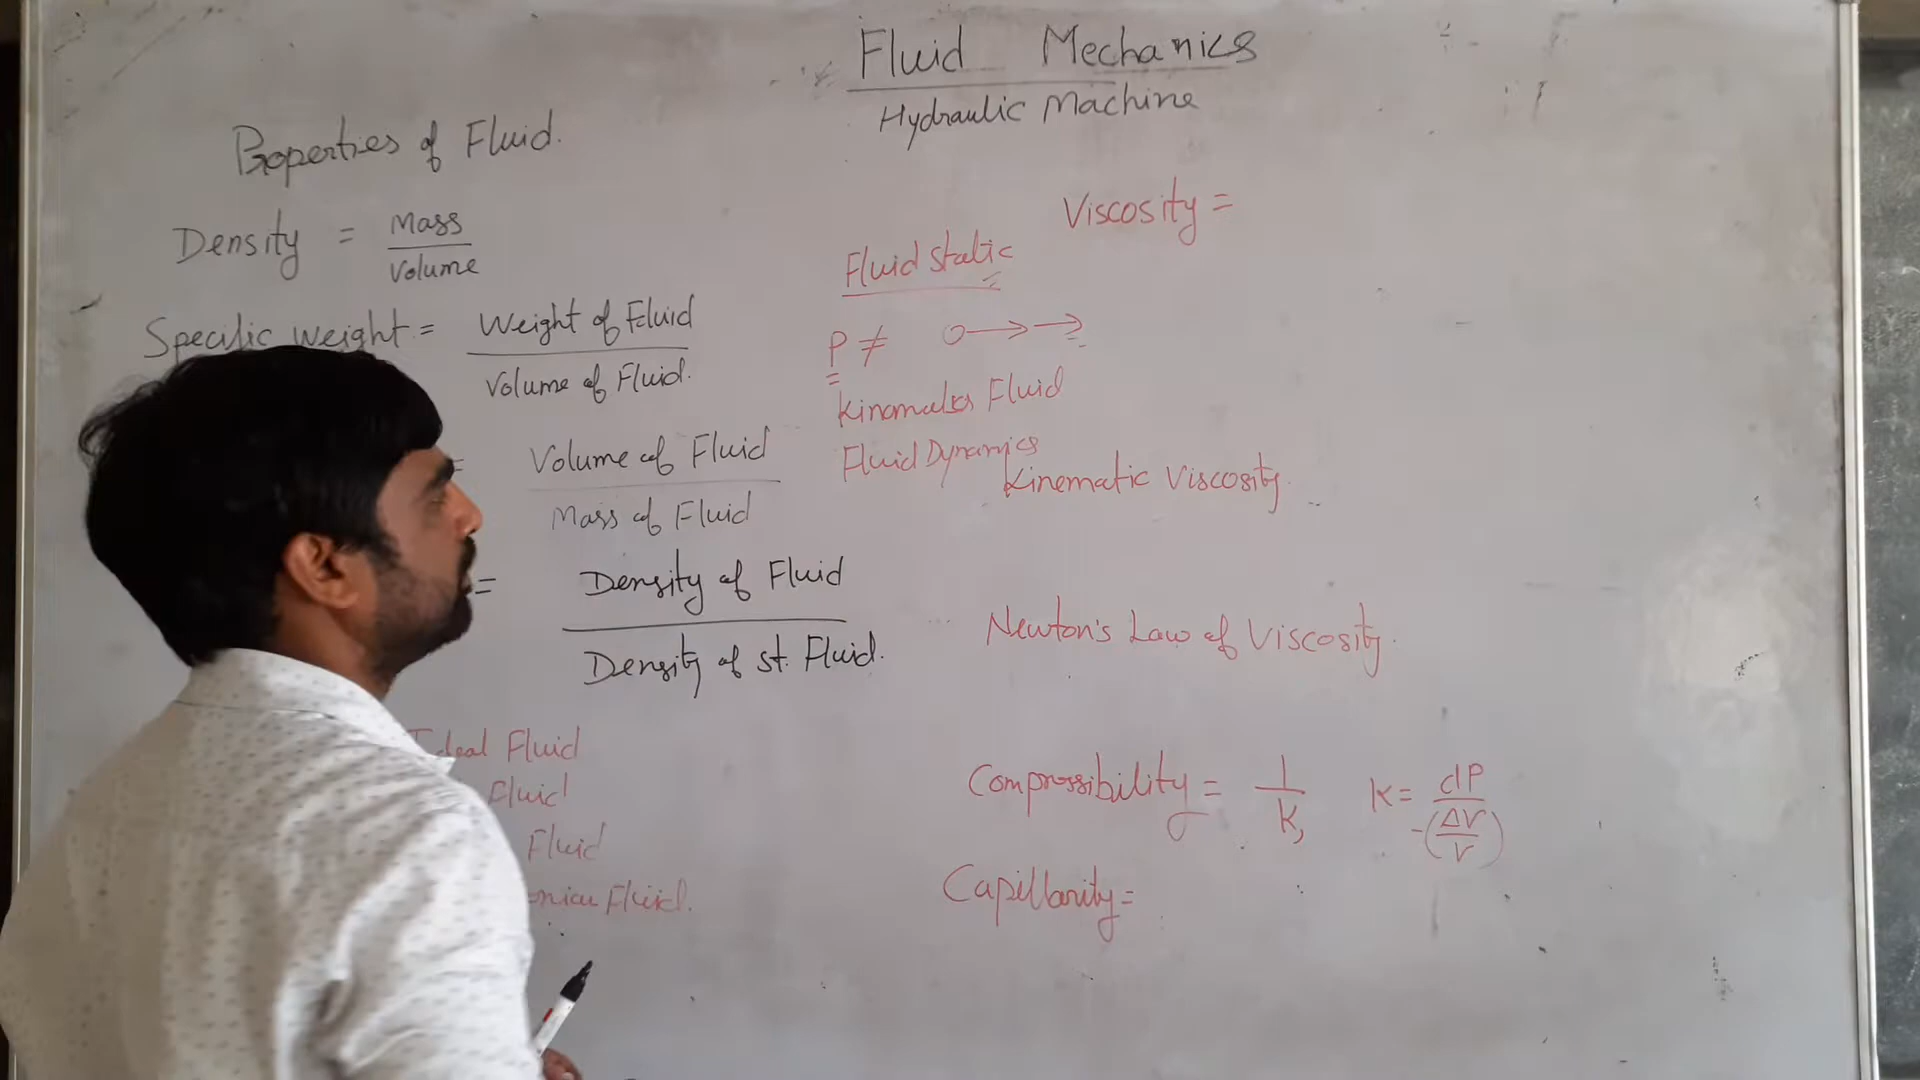 Fluid Mechanics
Hydraulic Machine
Properties of Fluid.
Density = Mass / Volume
Specific weight = Weight of Fluid / Volume of Fluid.
= Volume of Fluid / Mass of Fluid
= Density of Fluid / Density of st. Fluid.
Ideal Fluid
Fluid
Fluid
Fluid.
Viscosity =
Fluid static
P ≠ O→→
Kinematics Fluid
Fluid Dynamics
Kinematic Viscosity.
Newton's Law of Viscosity.
Compressibility = 1/K, K = dP / -(ΔV/V)
Capillarity =